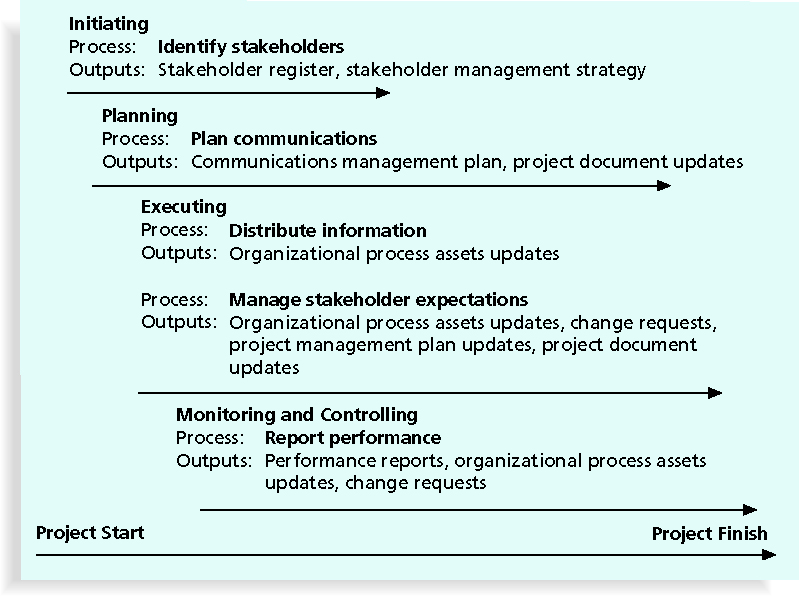 Initiating
Process: Identify stakeholders
Outputs: Stakeholder register, stakeholder management strategy
Planning
Process: Plan communications
Outputs: Communications management plan, project document updates
Executing
Process: Distribute information
Outputs: Organizational process assets updates
Process: Manage stakeholder expectations
Outputs: Organizational process assets updates, change requests,
project management plan updates, project document
updates
Monitoring and Controlling
Process: Report performance
Outputs: Performance reports, organizational process assets
updates, change requests
Project Start
Project Finish